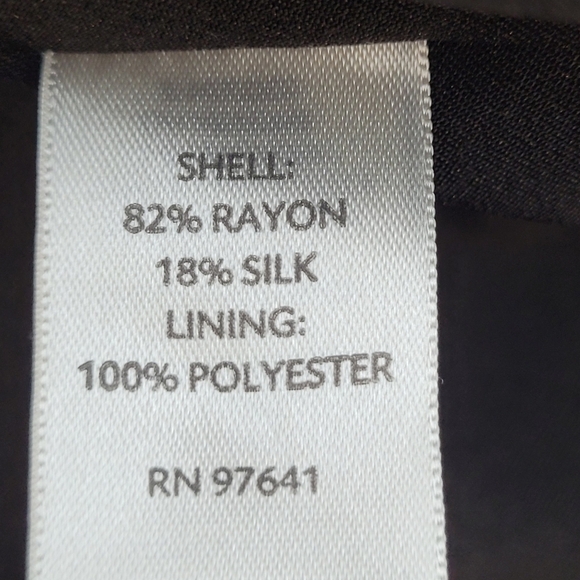 SHELL:
82% RAYON
18% SILK
LINING:
100% POLYESTER
RN 97641